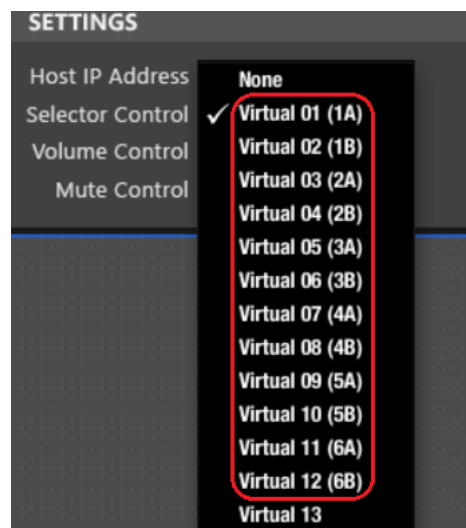 SETTINGS
Host IP Address
None
Selector Control ✓ Virtual 01 (1A)
Volume Control
Virtual 02 (1B)
Mute Control
Virtual 03 (2A)
Virtual 04 (2B)
Virtual 05 (3A)
Virtual 06 (3B)
Virtual 07 (4A)
Virtual 08 (4B)
Virtual 09 (5A)
Virtual 10 (5B)
Virtual 11 (6A)
Virtual 12 (6B)
Virtual 13